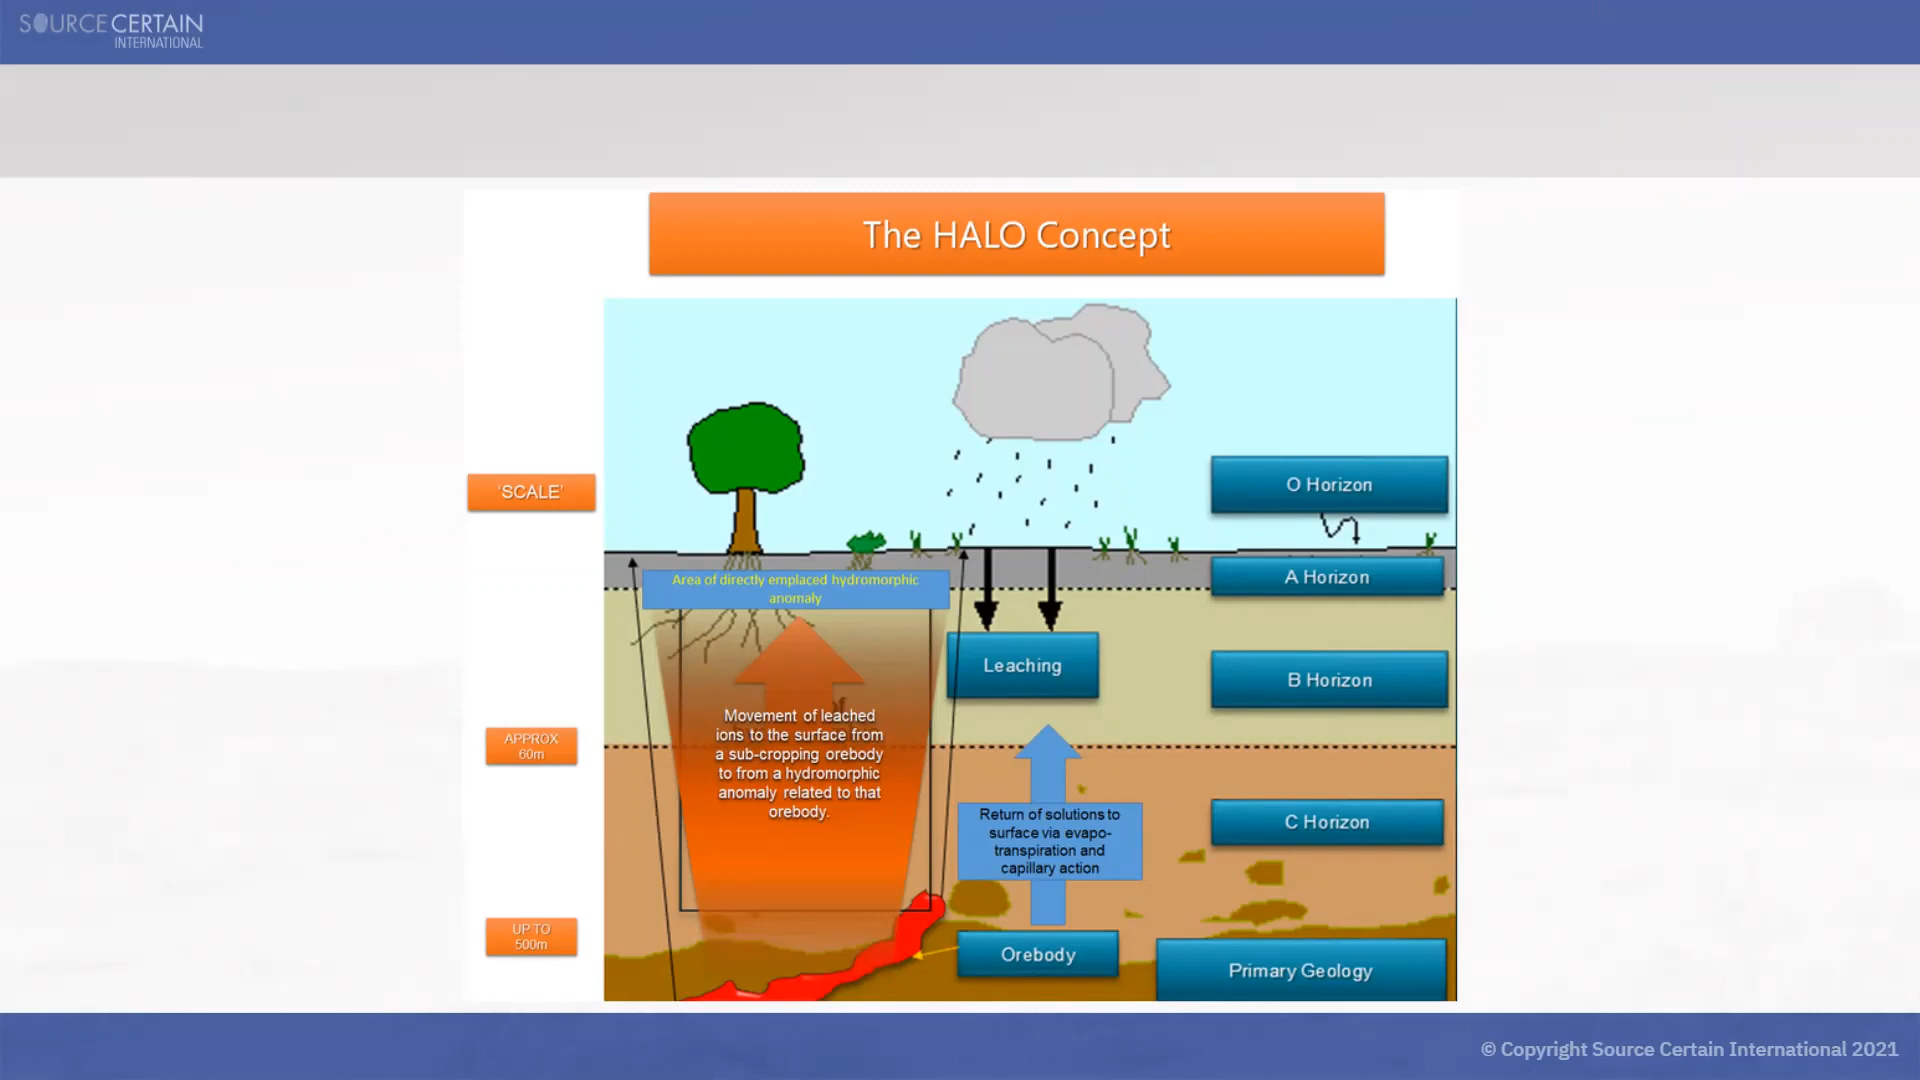 SOURCE CERTAIN
INTERNATIONAL
The HALO Concept
'SCALE'
O Horizon
A Horizon
Area of directly emplaced hydromorphic
anomaly
Leaching
B Horizon
Movement of leached
ions to the surface from
a sub-cropping orebody
to from a hydromorphic
anomaly related to that
orebody.
APPROX
60m
Return of solutions to
surface via evapo-
transpiration and
capillary action
C Horizon
UP TO
500m
Orebody
Primary Geology
© Copyright Source Certain International 2021